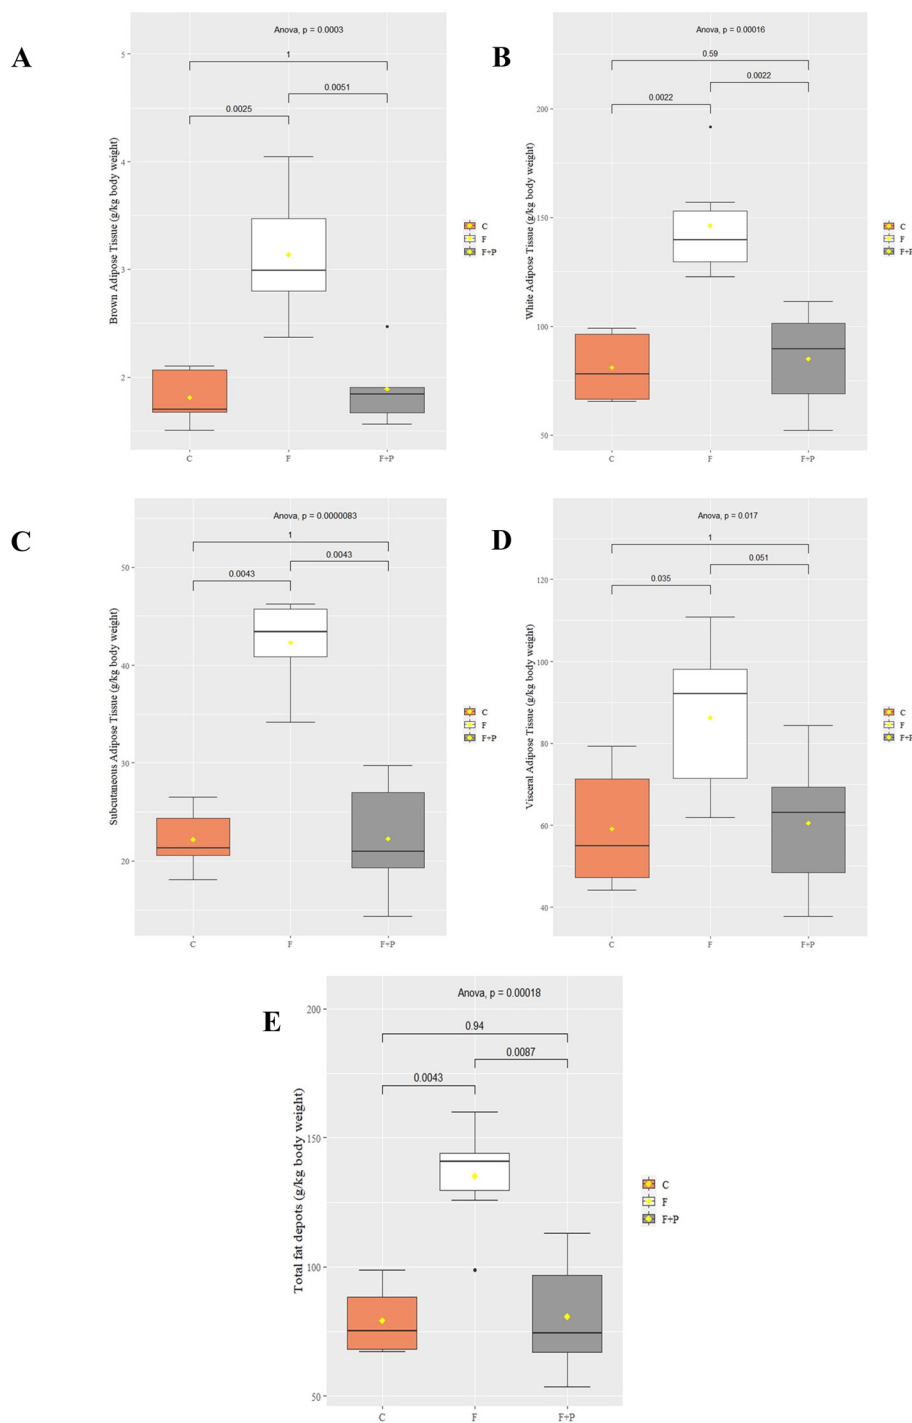 A
Anova, p = 0.0003
1
0.0051
0.0025
5
4
3
2
Brown Adipose Tissue (g/kg body weight)
C
F
F+P
C
F
F+P
B
Anova, p = 0.00016
0.59
0.0022
0.0022
200
150
100
50
White Adipose Tissue (g/kg body weight)
C
F
F+P
C
F
F+P
C
Anova, p = 0.0000083
1
0.0043
0.0043
50
40
30
20
Subcutaneous Adipose Tissue (g/kg body weight)
C
F
F+P
C
F
F+P
D
Anova, p = 0.017
1
0.051
0.035
120
100
80
60
40
Visceral Adipose Tissue (g/kg body weight)
C
F
F+P
C
F
F+P
E
Anova, p = 0.00018
0.94
0.0087
0.0043
200
150
100
50
Total fat depots (g/kg body weight)
C
F
F+P
C
F
F+P